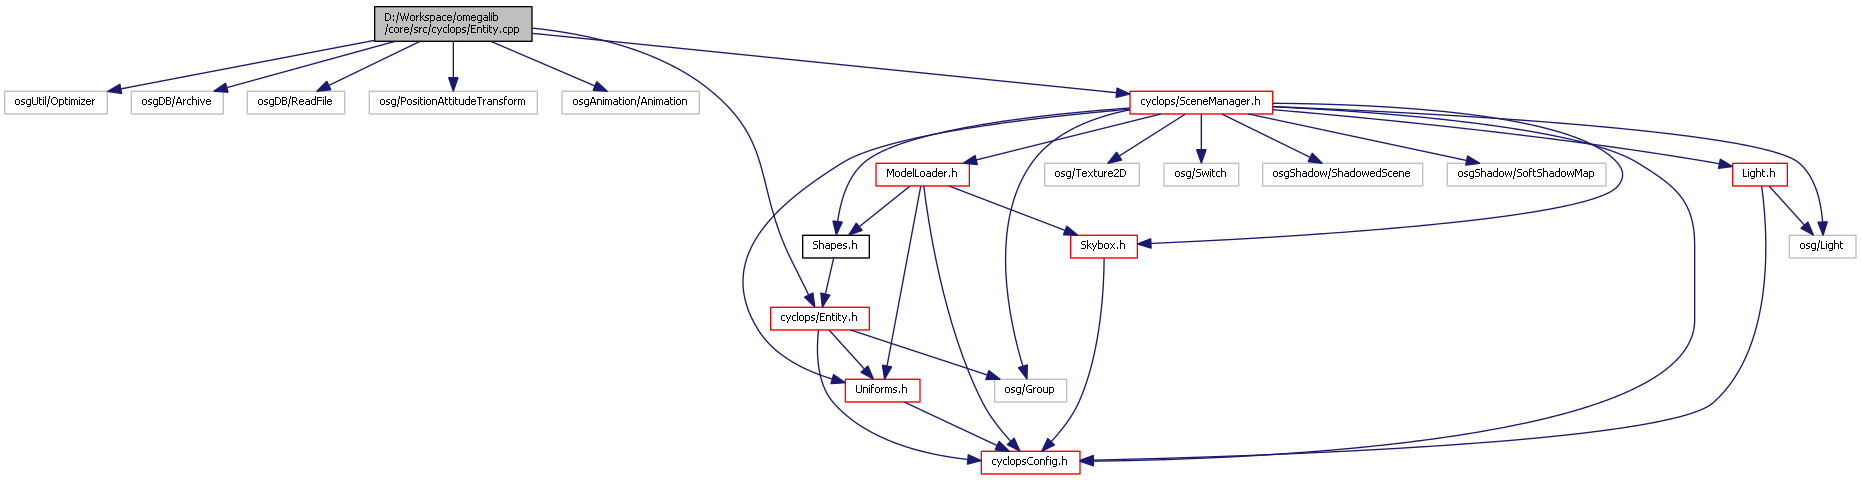 D:/Workspace/omegalib
/core/src/cyclops/Entity.cpp
osgUtil/Optimizer
osgDB/Archive
osgDB/ReadFile
osg/PositionAttitudeTransform
osgAnimation/Animation
cyclops/SceneManager.h
ModelLoader.h
osg/Texture2D
osg/Switch
osgShadow/ShadowedScene
osgShadow/SoftShadowMap
Light.h
Shapes.h
Skybox.h
osg/Light
cyclops/Entity.h
Uniforms.h
osg/Group
cyclopsConfig.h